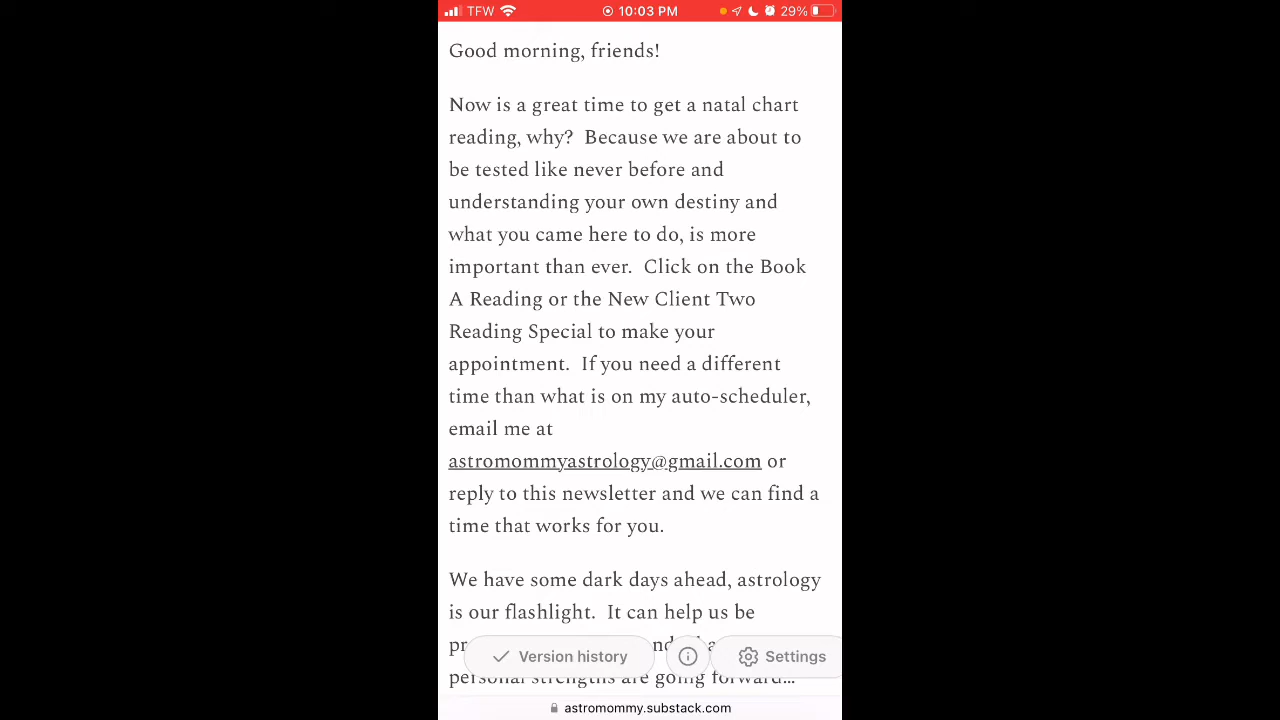 TFW 10:03 PM 29%
Good morning, friends!
Now is a great time to get a natal chart
reading, why?  Because we are about to
be tested like never before and
understanding your own destiny and
what you came here to do, is more
important than ever.  Click on the Book
A Reading or the New Client Two
Reading Special to make your
appointment.  If you need a different
time than what is on my auto-scheduler,
email me at
astromommyastrology@gmail.com or
reply to this newsletter and we can find a
time that works for you.
We have some dark days ahead, astrology
is our flashlight.  It can help us be
Version history Settings
personal strengths are going forward...
astromommy.substack.com